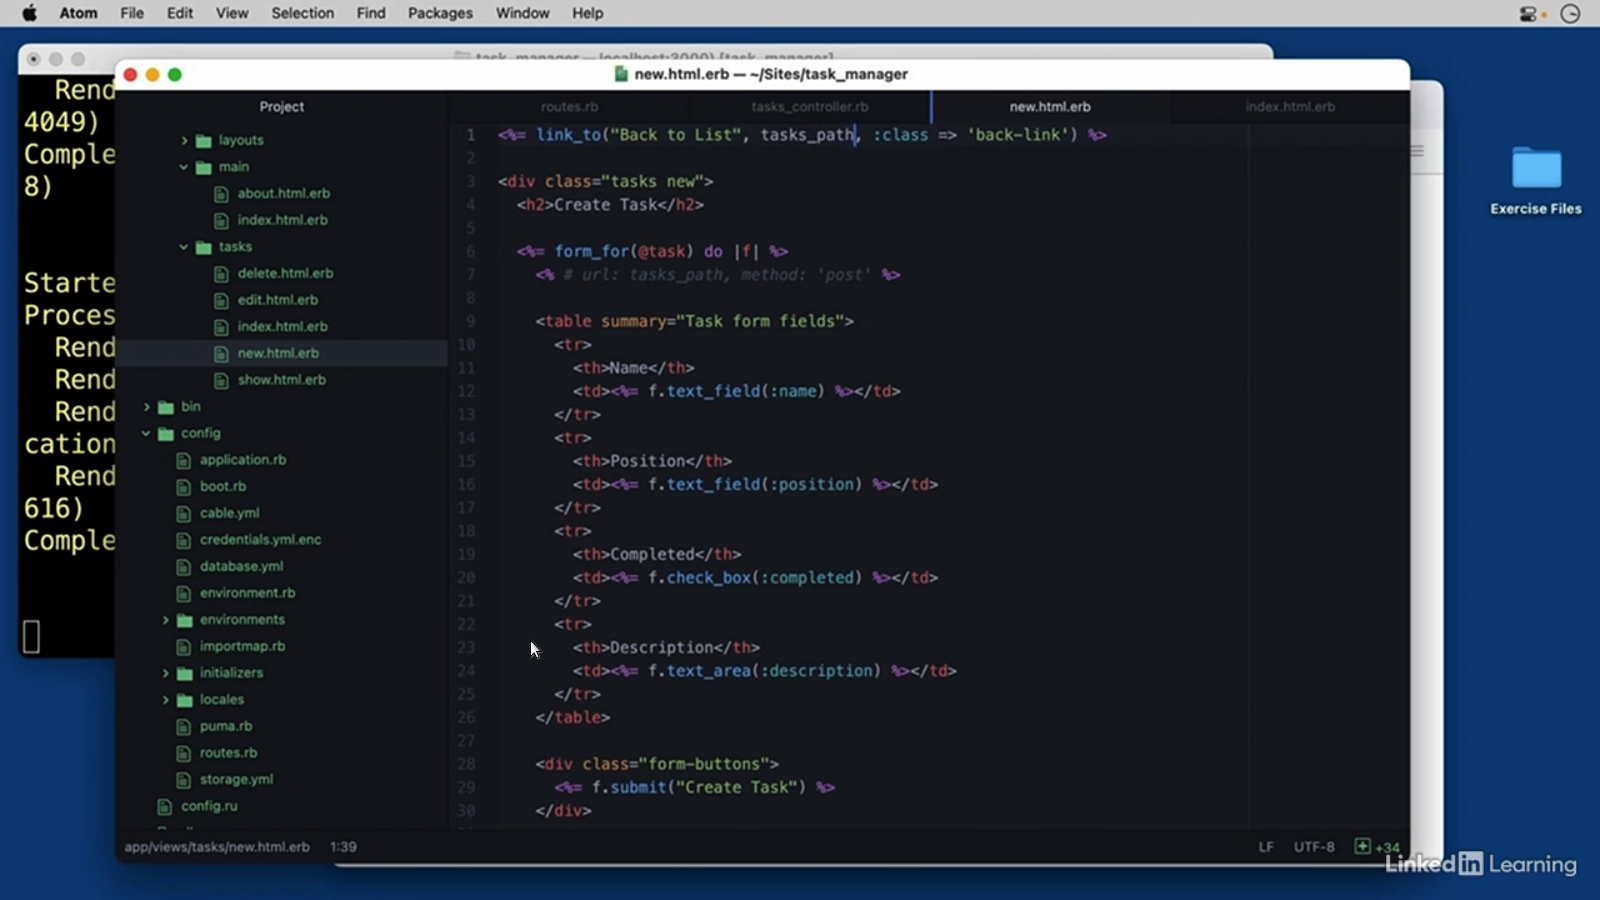 Atom File Edit View Selection Find Packages Window Help
task_manager — localhost:3000) [task_manager]
new.html.erb — ~/Sites/task_manager
Exercise Files
Rend
4049)
Comple
8)
Starte
Proces
Rend
Rend
Rend
cation
Rend
616)
Comple
Project
layouts
main
about.html.erb
index.html.erb
tasks
delete.html.erb
edit.html.erb
index.html.erb
new.html.erb
show.html.erb
bin
config
application.rb
boot.rb
cable.yml
credentials.yml.enc
database.yml
environment.rb
environments
importmap.rb
initializers
locales
puma.rb
routes.rb
storage.yml
config.ru
routes.rb tasks_controller.rb new.html.erb index.html.erb
1 <%= link_to("Back to List", tasks_path, :class => 'back-link') %>
2
3 <div class="tasks new">
4 <h2>Create Task</h2>
5
6 <%= form_for(@task) do |f| %>
7 <% # url: tasks_path, method: 'post' %>
8
9 <table summary="Task form fields">
10 <tr>
11 <th>Name</th>
12 <td><%= f.text_field(:name) %></td>
13 </tr>
14 <tr>
15 <th>Position</th>
16 <td><%= f.text_field(:position) %></td>
17 </tr>
18 <tr>
19 <th>Completed</th>
20 <td><%= f.check_box(:completed) %></td>
21 </tr>
22 <tr>
23 <th>Description</th>
24 <td><%= f.text_area(:description) %></td>
25 </tr>
26 </table>
27
28 <div class="form-buttons">
29 <%= f.submit("Create Task") %>
30 </div>
app/views/tasks/new.html.erb 1:39 LF UTF-8 +34
Linked in Learning